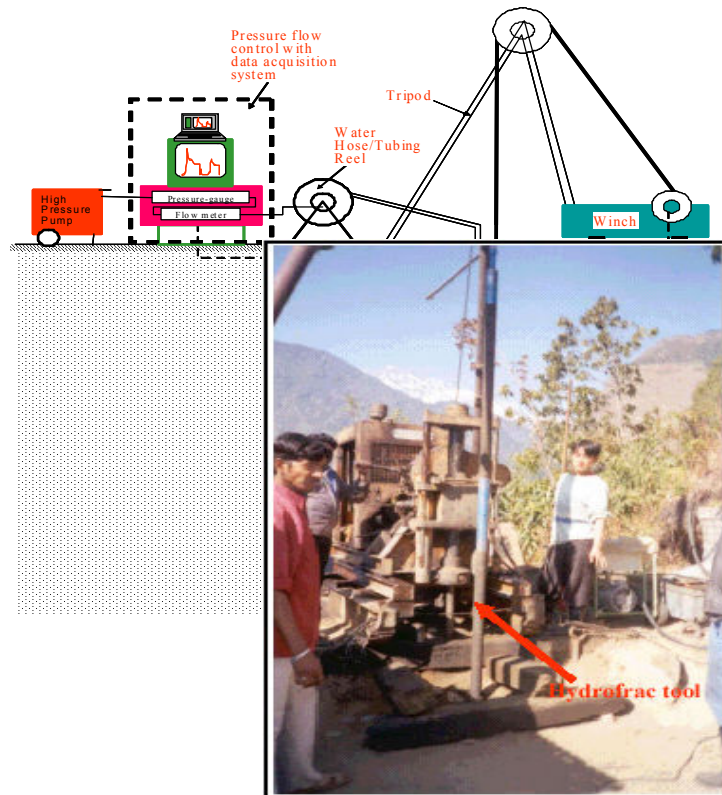 Pressure flow
control with
data acquisition
system
Tripod
Water
Hose/Tubing
Reel
High
Pressure
Pump
Pressure-gauge
Flow meter
Winch
Hydrofrac tool